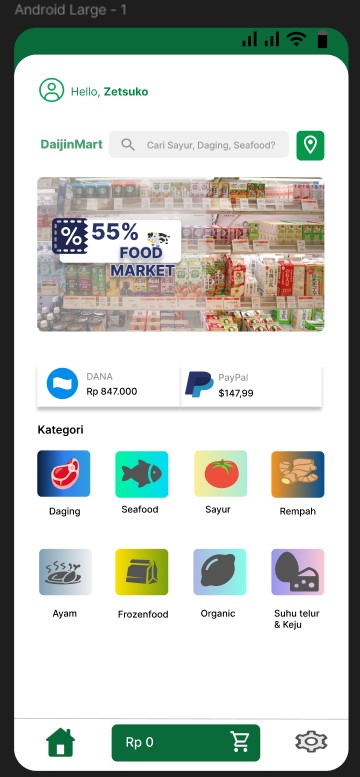 Android Large - 1
Hello, Zetsuko
DaijinMart
Cari Sayur, Daging, Seafood?
% 55%
FOOD
MARKET
DANA
Rp 847.000
PayPal
$147,99
Kategori
Daging
Seafood
Sayur
Rempah
Ayam
Frozenfood
Organic
Suhu telur
& Keju
Rp 0